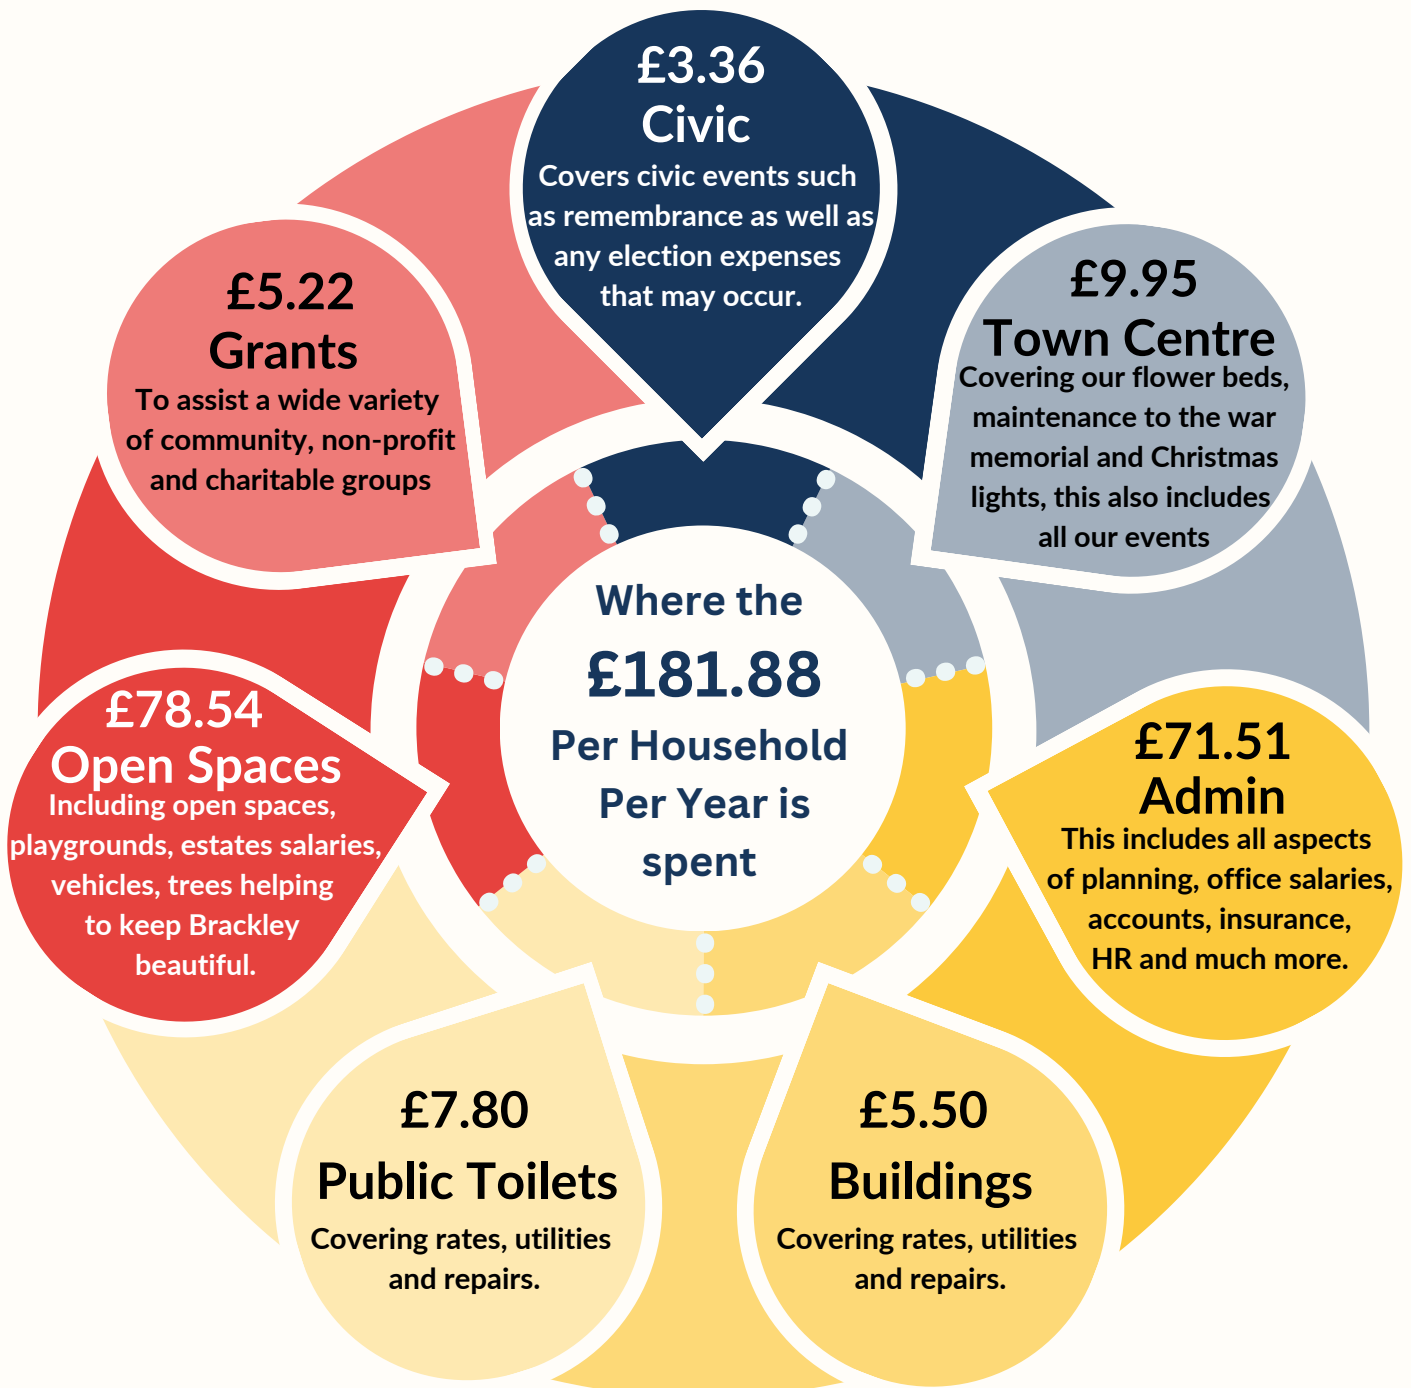 £3.36
Civic
Covers civic events such
as remembrance as well as
any election expenses
that may occur.
£9.95
Town Centre
Covering our flower beds,
maintenance to the war
memorial and Christmas
lights, this also includes
all our events
£71.51
Admin
This includes all aspects
of planning, office salaries,
accounts, insurance,
HR and much more.
£5.50
Buildings
Covering rates, utilities
and repairs.
£7.80
Public Toilets
Covering rates, utilities
and repairs.
£78.54
Open Spaces
Including open spaces,
playgrounds, estates salaries,
vehicles, trees helping
to keep Brackley
beautiful.
£5.22
Grants
To assist a wide variety
of community, non-profit
and charitable groups
Where the
£181.88
Per Household
Per Year is
spent